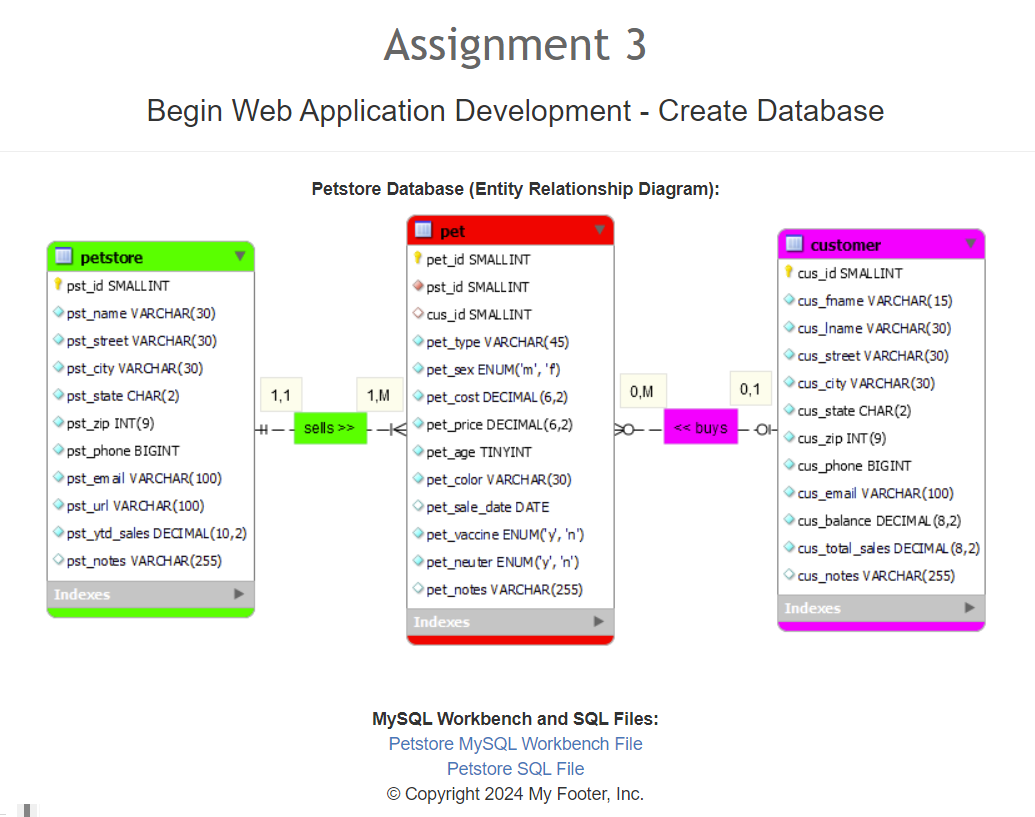 Assignment 3
Begin Web Application Development - Create Database
Petstore Database (Entity Relationship Diagram):
petstore
pst_id SMALLINT
pst_name VARCHAR(30)
pst_street VARCHAR(30)
pst_city VARCHAR(30)
pst_state CHAR(2)
pst_zip INT(9)
pst_phone BIGINT
pst_email VARCHAR(100)
pst_url VARCHAR(100)
pst_ytd_sales DECIMAL(10,2)
pst_notes VARCHAR(255)
Indexes
1,1
sells >>
1,M
pet
pet_id SMALLINT
pst_id SMALLINT
cus_id SMALLINT
pet_type VARCHAR(45)
pet_sex ENUM('m', 'f')
pet_cost DECIMAL(6,2)
pet_price DECIMAL(6,2)
pet_age TINYINT
pet_color VARCHAR(30)
pet_sale_date DATE
pet_vaccine ENUM('y', 'n')
pet_neuter ENUM('y', 'n')
pet_notes VARCHAR(255)
Indexes
0,M
<< buys
0,1
customer
cus_id SMALLINT
cus_fname VARCHAR(15)
cus_lname VARCHAR(30)
cus_street VARCHAR(30)
cus_city VARCHAR(30)
cus_state CHAR(2)
cus_zip INT(9)
cus_phone BIGINT
cus_email VARCHAR(100)
cus_balance DECIMAL(8,2)
cus_total_sales DECIMAL(8,2)
cus_notes VARCHAR(255)
Indexes
MySQL Workbench and SQL Files:
Petstore MySQL Workbench File
Petstore SQL File
© Copyright 2024 My Footer, Inc.